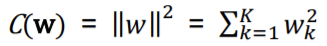 C(𝐰) = ‖w‖² = ∑ₖ₌₁ᴷ wₖ²